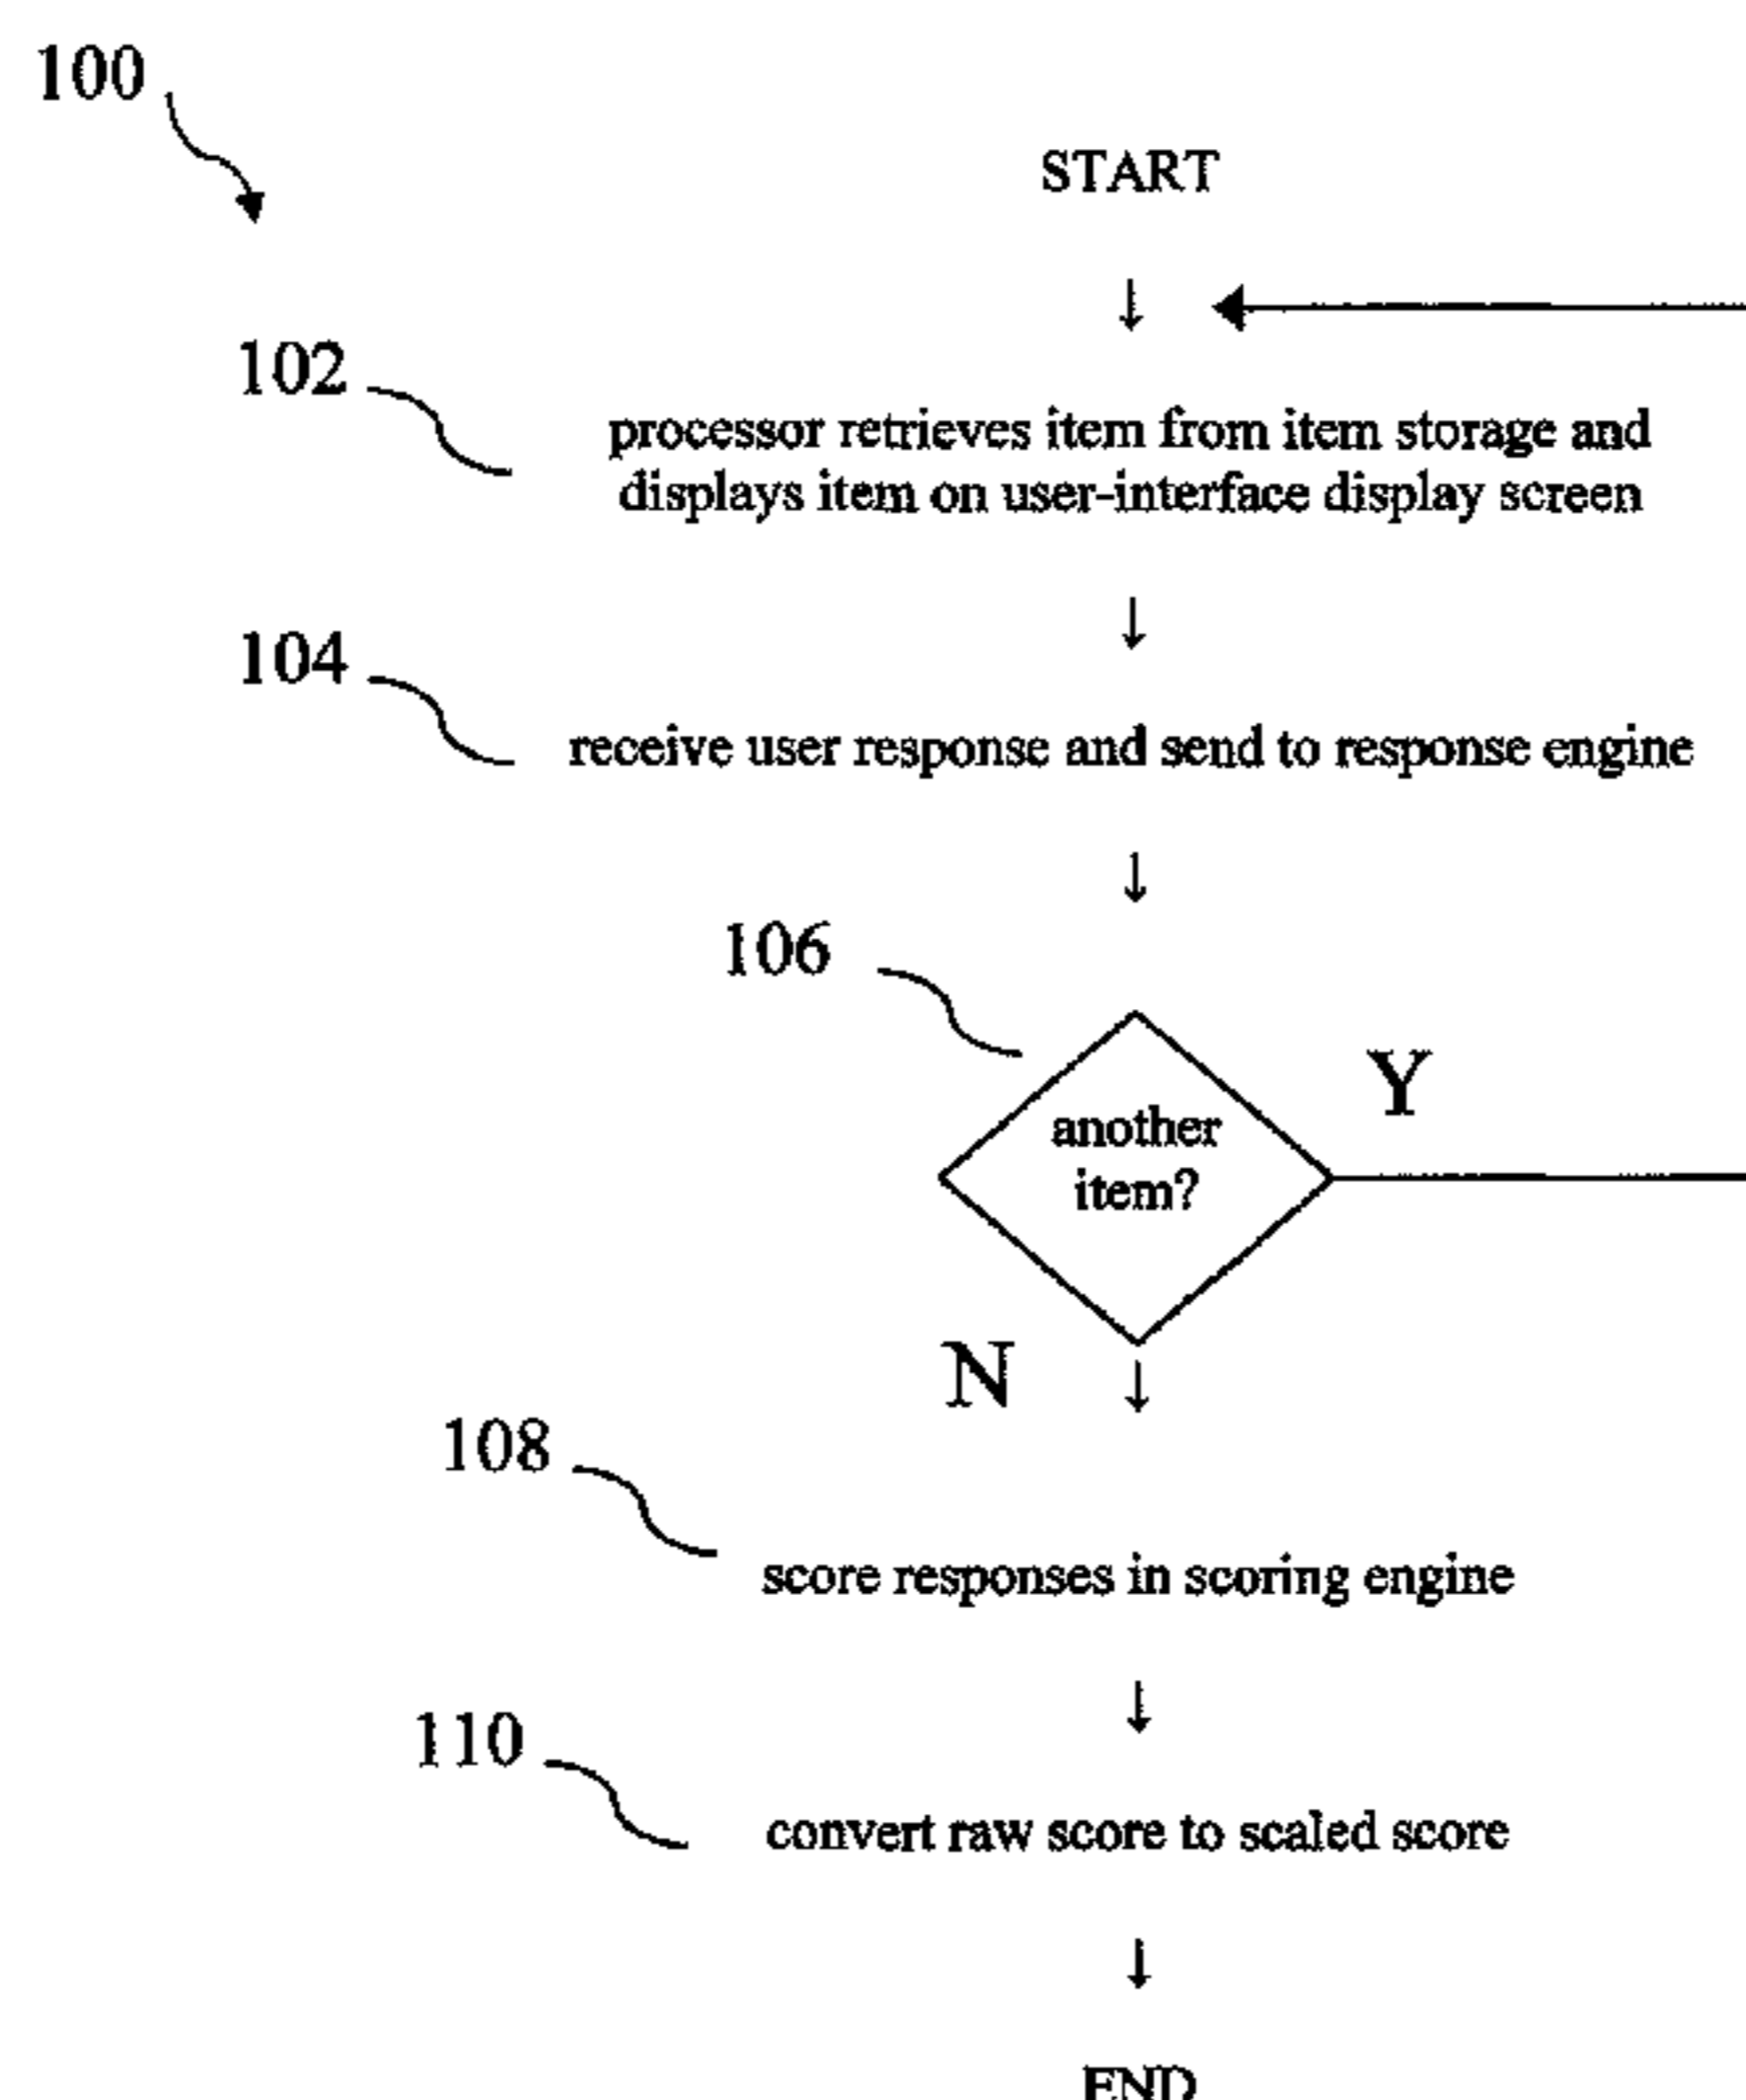 100
START
102
processor retrieves item from item storage and
displays item on user-interface display screen
104
receive user response and send to response engine
106
another
item?
Y
N
108
score responses in scoring engine
110
convert raw score to scaled score
END